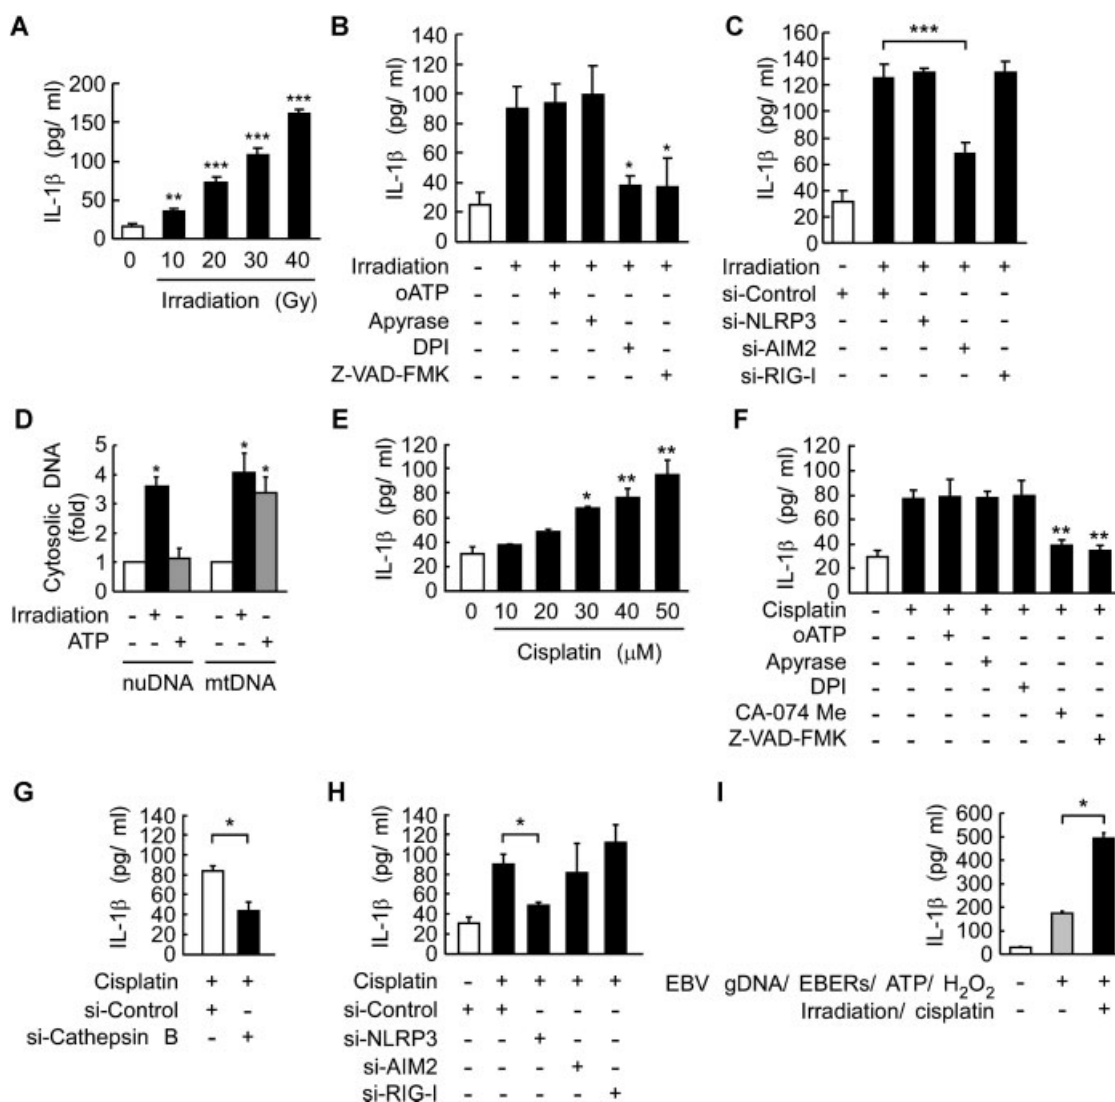 A
IL-1β (pg/ ml)
200
150
100
50
0
**
***
***
***
0 10 20 30 40
Irradiation (Gy)
B
IL-1β (pg/ ml)
140
120
100
80
60
40
20
0
* *
Irradiation - + + + + +
oATP - - + - - -
Apyrase - - - + - -
DPI - - - - + -
Z-VAD-FMK - - - - - +
C
IL-1β (pg/ ml)
160
140
120
100
80
60
40
20
0
***
Irradiation - + + + +
si-Control + + - - -
si-NLRP3 - - + - -
si-AIM2 - - - + -
si-RIG-I - - - - +
D
Cytosolic DNA
(fold)
5
4
3
2
1
0
* * *
Irradiation - + - - + -
ATP - - + - - +
nuDNA mtDNA
E
IL-1β (pg/ ml)
120
100
80
60
40
20
0
* ** **
0 10 20 30 40 50
Cisplatin (μM)
F
IL-1β (pg/ ml)
120
100
80
60
40
20
0
** **
Cisplatin - + + + + + +
oATP - - + - - - -
Apyrase - - - + - - -
DPI - - - - + - -
CA-074 Me - - - - - + -
Z-VAD-FMK - - - - - - +
G
IL-1β (pg/ ml)
140
120
100
80
60
40
20
0
*
Cisplatin + +
si-Control + -
si-Cathepsin B - +
H
IL-1β (pg/ ml)
140
120
100
80
60
40
20
0
*
Cisplatin - + + + +
si-Control + + - - -
si-NLRP3 - - + - -
si-AIM2 - - - + -
si-RIG-I - - - - +
I
IL-1β (pg/ ml)
600
500
400
300
200
100
0
*
EBV gDNA/ EBERs/ ATP/ H₂O₂ - + +
Irradiation/ cisplatin - - +